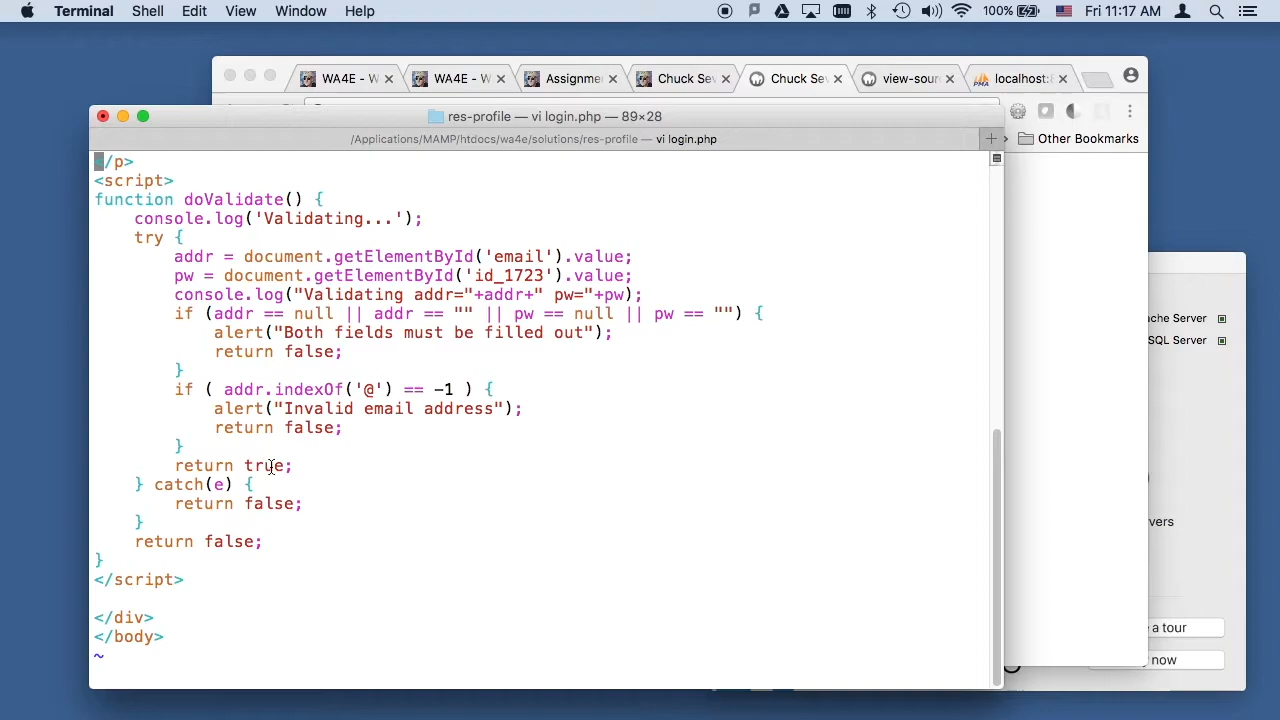 Terminal Shell Edit View Window Help 100% Fri 11:17 AM
WA4E - W WA4E - W Assignme Chuck Sev Chuck Sev view-sour localhost:8
Other Bookmarks
res-profile — vi login.php — 89×28
/Applications/MAMP/htdocs/wa4e/solutions/res-profile — vi login.php
</p>
<script>
function doValidate() {
    console.log('Validating...');
    try {
        addr = document.getElementById('email').value;
        pw = document.getElementById('id_1723').value;
        console.log("Validating addr="+addr+" pw="+pw);
        if (addr == null || addr == "" || pw == null || pw == "") {
            alert("Both fields must be filled out");
            return false;
        }
        if ( addr.indexOf('@') == -1 ) {
            alert("Invalid email address");
            return false;
        }
        return true;
    } catch(e) {
        return false;
    }
    return false;
}
</script>

</div>
</body>
~
ache Server
SQL Server
vers
a tour
now